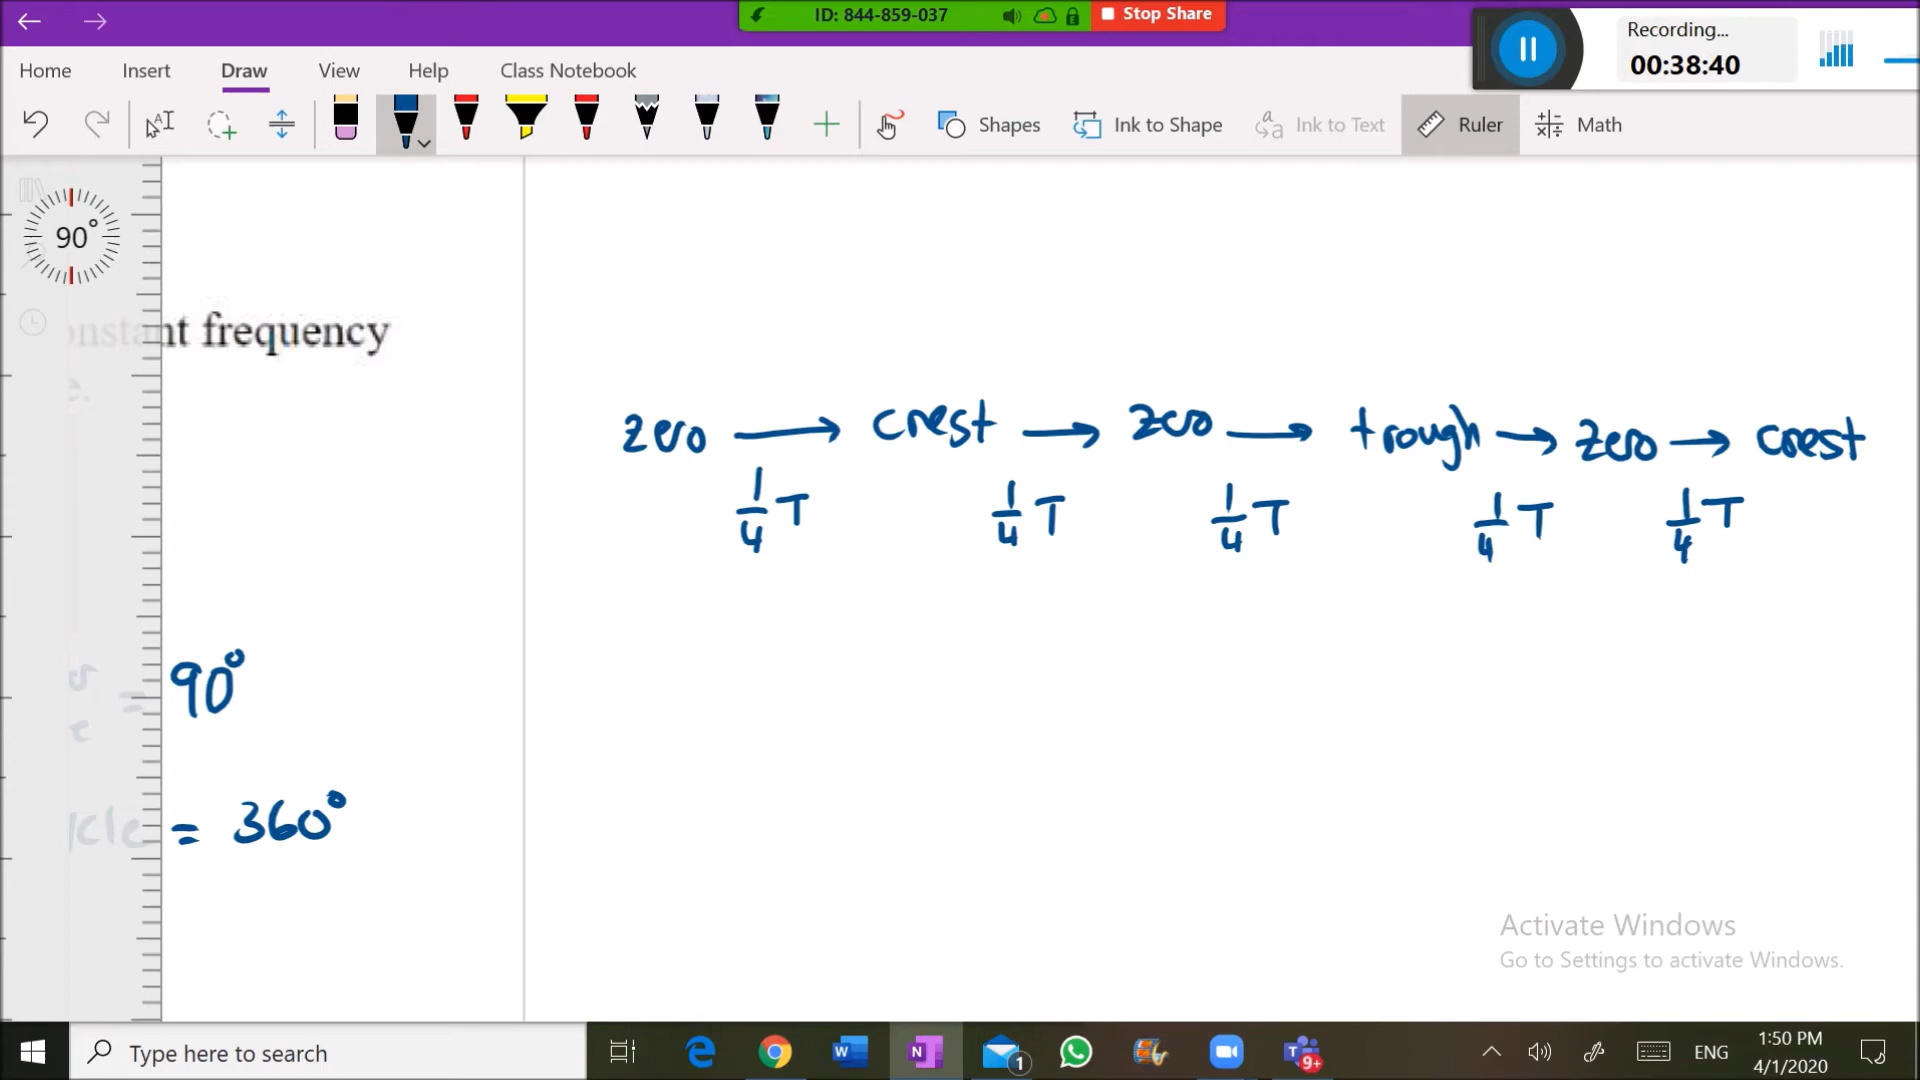 ID: 844-859-037
Stop Share
Recording...
00:38:40
Home Insert Draw View Help Class Notebook
Shapes Ink to Shape Ink to Text Ruler Math
90°
onstant frequency
e.
zero → crest → zero → trough → zero → crest
1/4 T 1/4 T 1/4 T 1/4 T 1/4 T
= 90°
= 360°
Activate Windows
Go to Settings to activate Windows.
Type here to search
1
9+
ENG
1:50 PM
4/1/2020